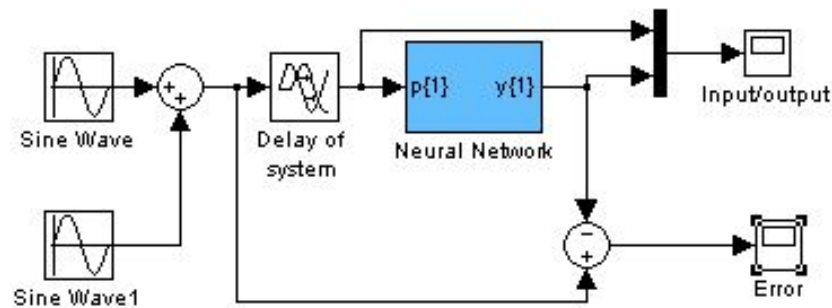 Sine Wave
+
+
Delay of
system
p{1}
y{1}
Neural Network
Input/output
Sine Wave1
−
+
Error